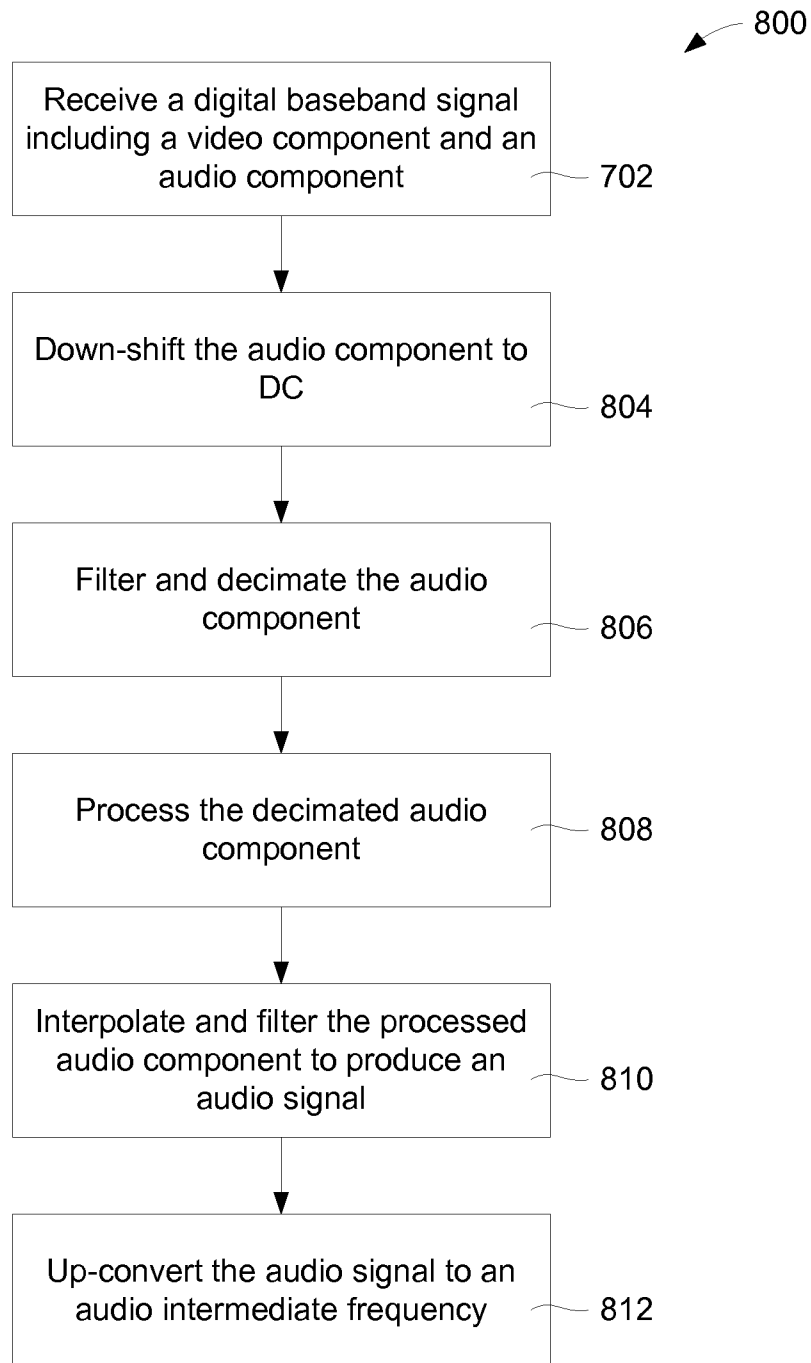 800
Receive a digital baseband signal
including a video component and an
audio component
702
Down-shift the audio component to
DC
804
Filter and decimate the audio
component
806
Process the decimated audio
component
808
Interpolate and filter the processed
audio component to produce an
audio signal
810
Up-convert the audio signal to an
audio intermediate frequency
812